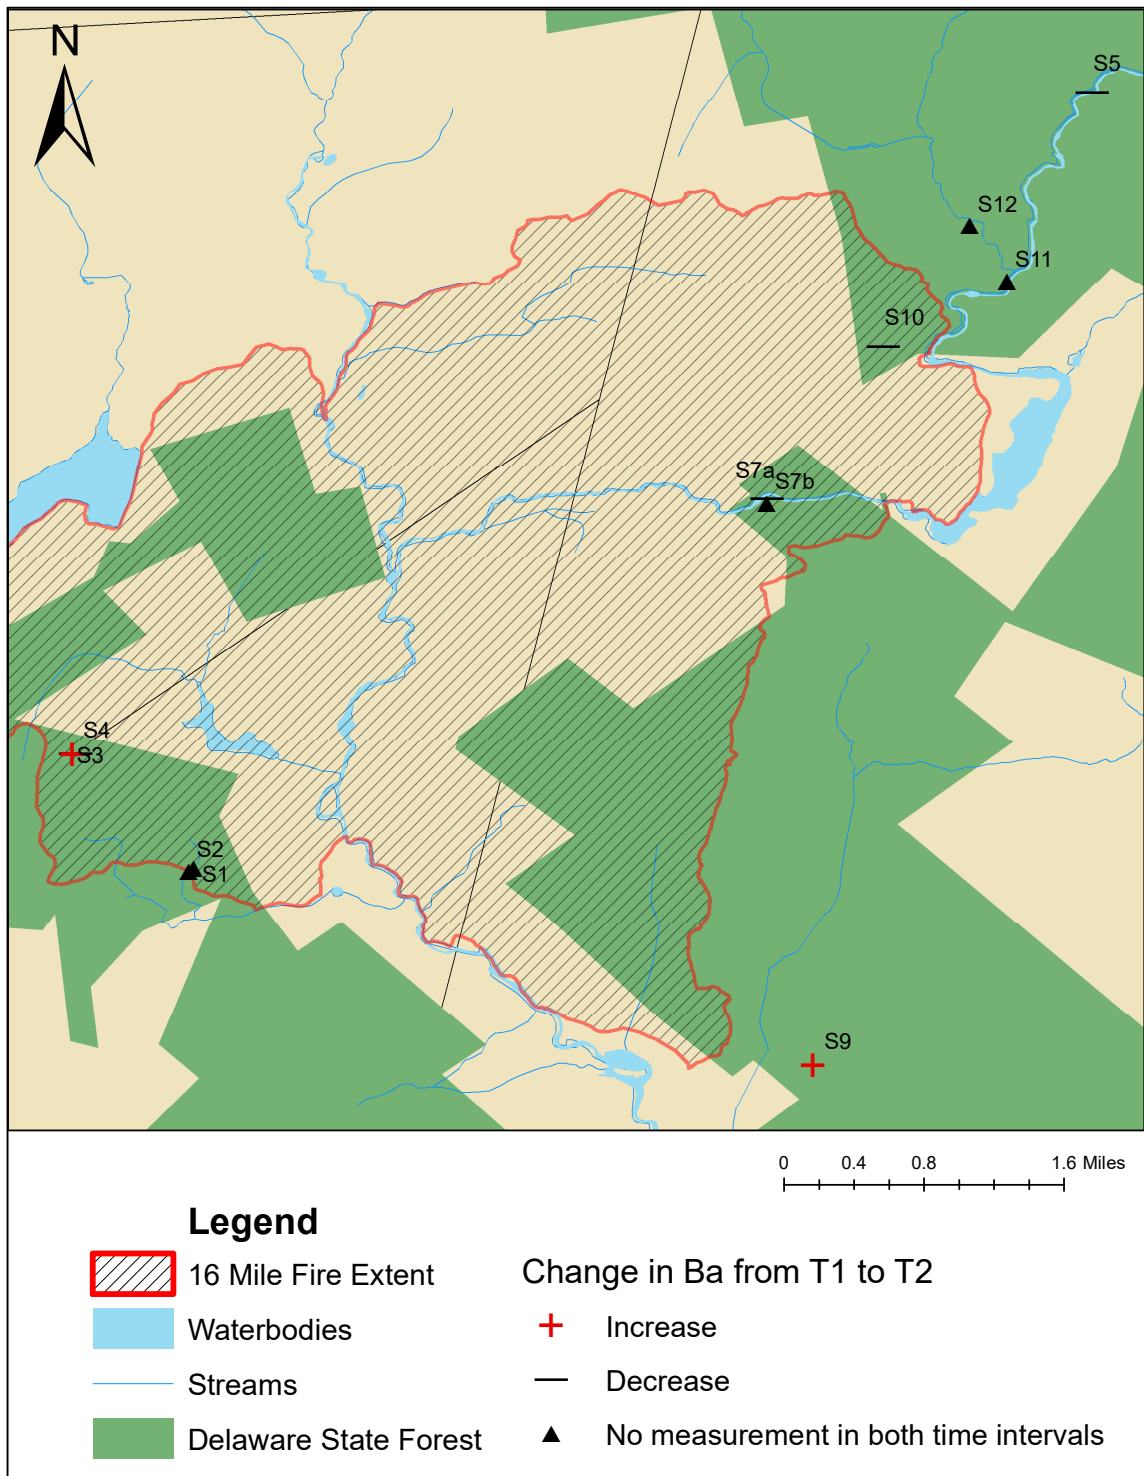 N
S5
S12
S11
S10
S7a
S7b
S4
S3
S2
S1
S9
0 0.4 0.8 1.6 Miles
Legend
16 Mile Fire Extent
Waterbodies
Streams
Delaware State Forest
Change in Ba from T1 to T2
Increase
Decrease
No measurement in both time intervals